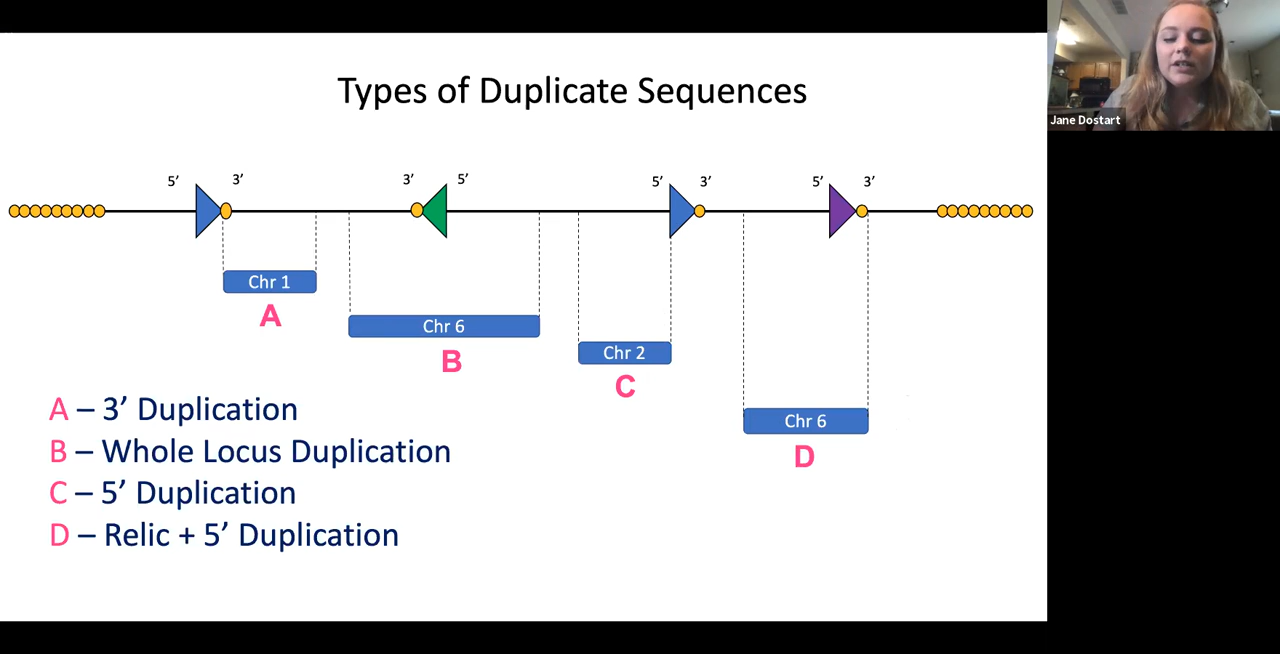 Types of Duplicate Sequences
Jane Dostart
5’ 3’ 3’ 5’ 5’ 3’ 5’ 3’
Chr 1
A
Chr 6
B
Chr 2
C
Chr 6
D
A – 3’ Duplication
B – Whole Locus Duplication
C – 5’ Duplication
D – Relic + 5’ Duplication